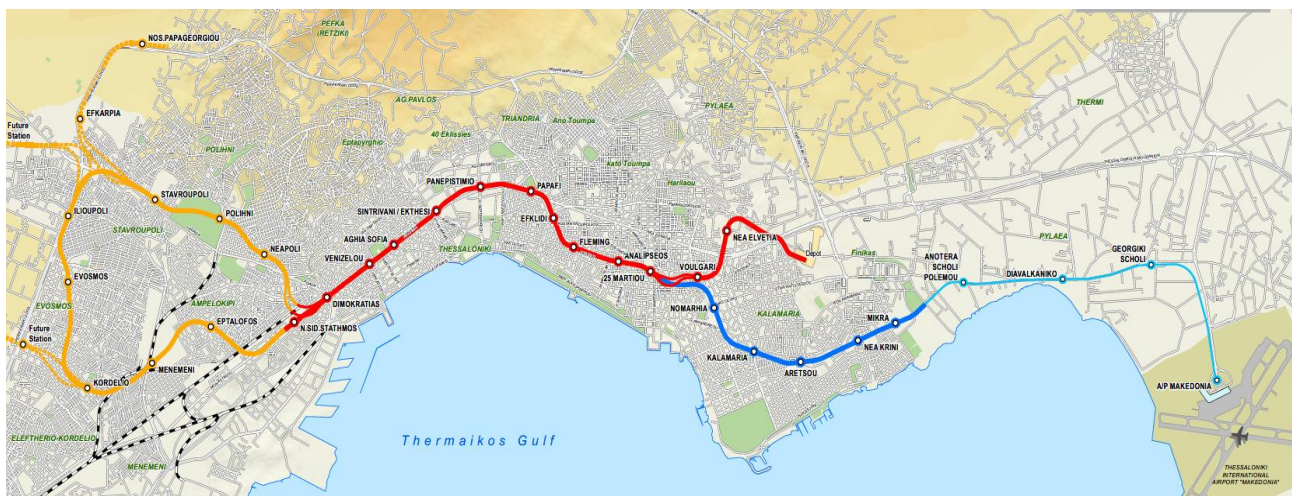 NOS.PAPAGEORGIOU
PEFKA
(RETZIKI)
EFKARPIA
Future
Station
AG PAVLOS
TRIANDRIA
Ano Toumpa
PYLAEA
THERMI
40 Eklissies
POLIHNI
Eptapyrghio
kato Toumpa
STAVROUPOLI
PANEPISTIMIO
PAPAFI
Harilaou
ILIOUPOLI
POLIHNI
SINTRIVANI / EKTHESI
EFKLIDI
STAVROUPOLI
NEA ELVETIA
PYLAEA
AGHIA SOFIA
THESSALONIKI
FLEMING
NEAPOLI
VENIZELOU
ANALIPSEOS
Depot
Finikas
ANOTERA
SCHOLI
POLEMOU
GEORGIKI
SCHOLI
EVOSMOS
25 MARTIOU
VOULGARI
DIAVALKANIKO
EVOSMOS
AMPELOKIPI
DIMOKRATIAS
NOMARHIA
KALAMARIA
EPTALOFOS
N.SID.STATHMOS
MIKRA
Future
Station
NEA KRINI
MENEMENI
KALAMARIA
ARETSOU
KORDELIO
A/P MAKEDONIA
ELEFTHERIO-KORDELIO
Thermaikos Gulf
MENEMENI
THESSALONIKI
INTERNATIONAL
AIRPORT "MAKEDONIA"